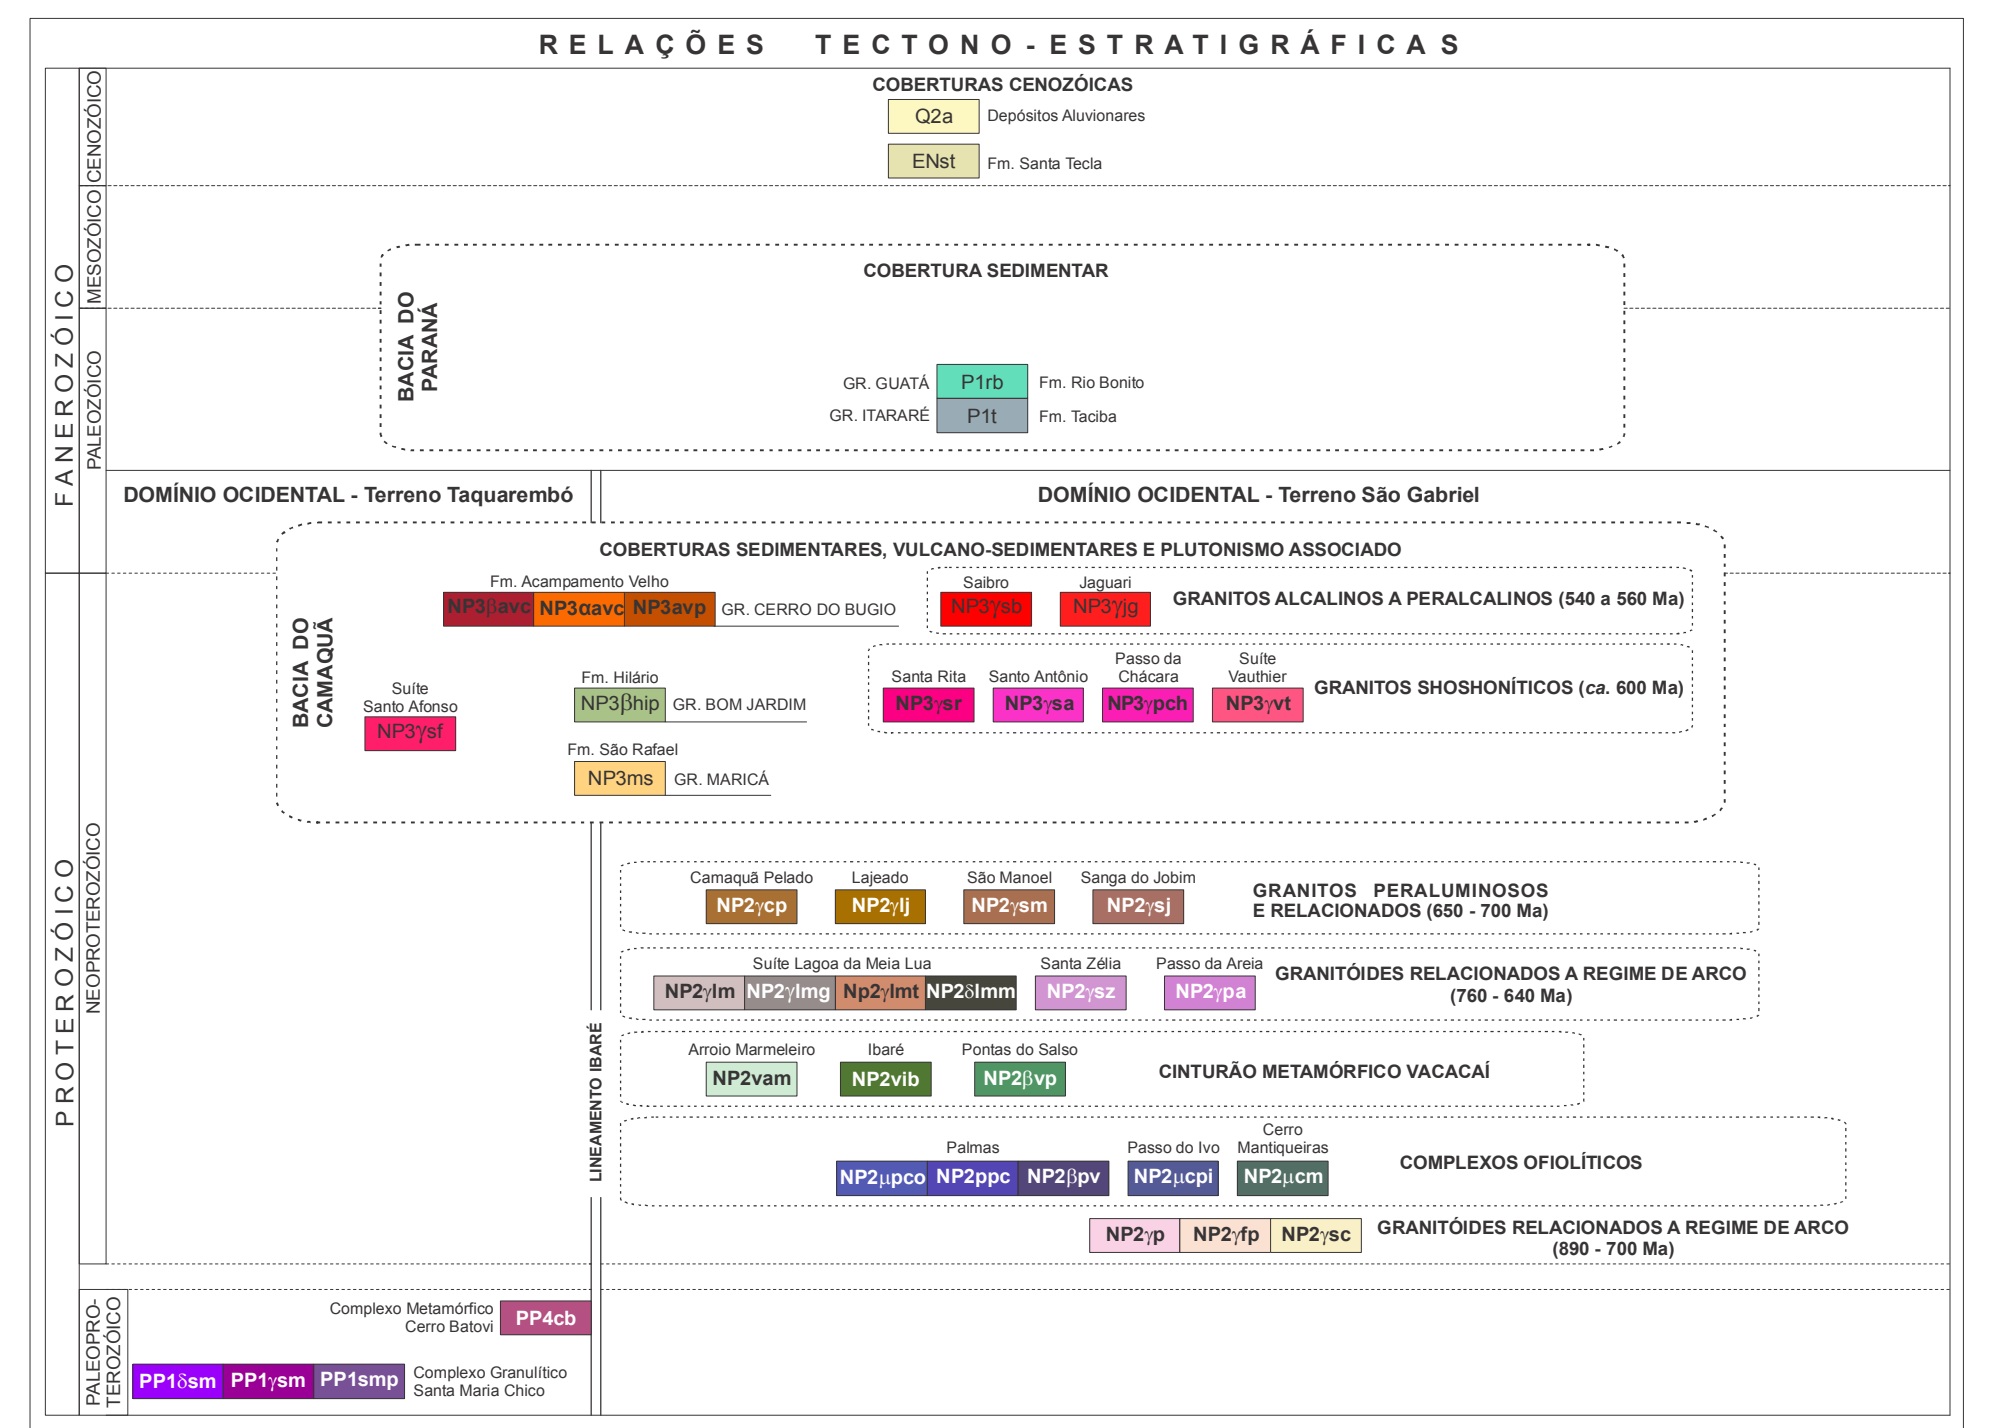 RELAÇÕES TECTONO-ESTRATIGRÁFICAS
FANEROZÓICO
CENOZÓICO
COBERTURAS CENOZÓICAS
Q2a Depósitos Aluvionares
ENst Fm. Santa Tecla
MESOZÓICO
COBERTURA SEDIMENTAR
BACIA DO
PARANÁ
PALEOZÓICO
GR. GUATÁ P1rb Fm. Rio Bonito
GR. ITARARÉ P1t Fm. Taciba
DOMÍNIO OCIDENTAL - Terreno Taquarembó
DOMÍNIO OCIDENTAL - Terreno São Gabriel
COBERTURAS SEDIMENTARES, VULCANO-SEDIMENTARES E PLUTONISMO ASSOCIADO
BACIA DO
CAMAQUÃ
Fm. Acampamento Velho
NP3βavc NP3αavc NP3avp GR. CERRO DO BUGIO
Saibro Jaguari
NP3γsb NP3γjg GRANITOS ALCALINOS A PERALCALINOS (540 a 560 Ma)
Suíte
Santo Afonso
NP3γsf
Fm. Hilário
NP3βhip GR. BOM JARDIM
Santa Rita Santo Antônio Passo da
Chácara Suíte
Vauthier
NP3γsr NP3γsa NP3γpch NP3γvt GRANITOS SHOSHONÍTICOS (ca. 600 Ma)
Fm. São Rafael
NP3ms GR. MARICÁ
PROTEROZÓICO
NEOPROTEROZÓICO
LINEAMENTO IBARÉ
Camaquã Pelado Lajeado São Manoel Sanga do Jobim
NP2γcp NP2γlj NP2γsm NP2γsj
GRANITOS PERALUMINOSOS
E RELACIONADOS (650 - 700 Ma)
Suíte Lagoa da Meia Lua Santa Zélia Passo da Areia
NP2γlm NP2γlmg Np2γlmt NP2δlmm NP2γsz NP2γpa
GRANITÓIDES RELACIONADOS A REGIME DE ARCO
(760 - 640 Ma)
Arroio Marmeleiro Ibaré Pontas do Salso
NP2vam NP2vib NP2βvp CINTURÃO METAMÓRFICO VACACAÍ
Palmas Passo do Ivo Cerro
Mantiqueiras
NP2μpco NP2ppc NP2βpv NP2μcpi NP2μcm COMPLEXOS OFIOLÍTICOS
NP2γp NP2γfp NP2γsc GRANITÓIDES RELACIONADOS A REGIME DE ARCO
(890 - 700 Ma)
PALEOPRO-
TEROZÓICO
Complexo Metamórfico
Cerro Batovi
PP4cb
PP1δsm PP1γsm PP1smp
Complexo Granulítico
Santa Maria Chico